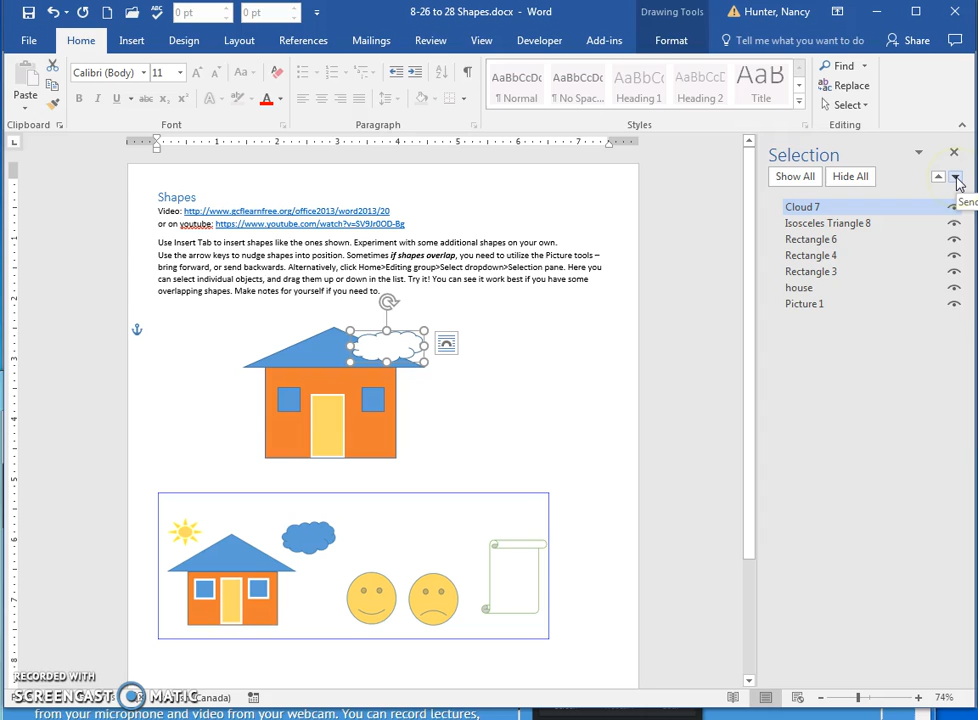 0 pt
0 pt
8-26 to 28 Shapes.docx - Word
Drawing Tools
Hunter, Nancy
File
Home
Insert
Design
Layout
References
Mailings
Review
View
Developer
Add-ins
Format
Tell me what you want to do
Share
Paste
Calibri (Body)
11
Clipboard
Font
Paragraph
AaBbCcDc
¶ Normal
AaBbCcDc
¶ No Spac...
AaBbCc
Heading 1
AaBbCcD
Heading 2
AaB
Title
Styles
Find
Replace
Select
Editing
Selection
Show All
Hide All
Send
Cloud 7
Isosceles Triangle 8
Rectangle 6
Rectangle 4
Rectangle 3
house
Picture 1
Shapes
Video: http://www.gcflearnfree.org/office2013/word2013/20
or on youtube: https://www.youtube.com/watch?v=SV9Jr0OD-Bg
Use Insert Tab to insert shapes like the ones shown. Experiment with some additional shapes on your own.
Use the arrow keys to nudge shapes into position. Sometimes if shapes overlap, you need to utilize the Picture tools –
bring forward, or send backwards. Alternatively, click Home>Editing group>Select dropdown>Selection pane. Here you
can select individual objects, and drag them up or down in the list. Try it! You can see it work best if you have some
overlapping shapes. Make notes for yourself if you need to.
RECORDED WITH
SCREENCAST MATIC
Canada)
74%
from your microphone and video from your webcam. You can record lectures,